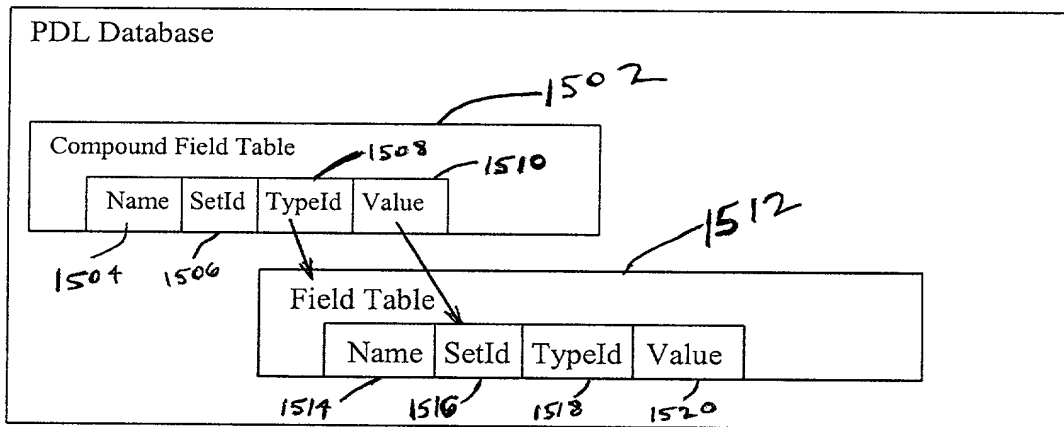 PDL Database
1502
Compound Field Table
1508
1510
Name SetId TypeId Value
1504
1506
1512
Field Table
Name SetId TypeId Value
1514
1516
1518
1520